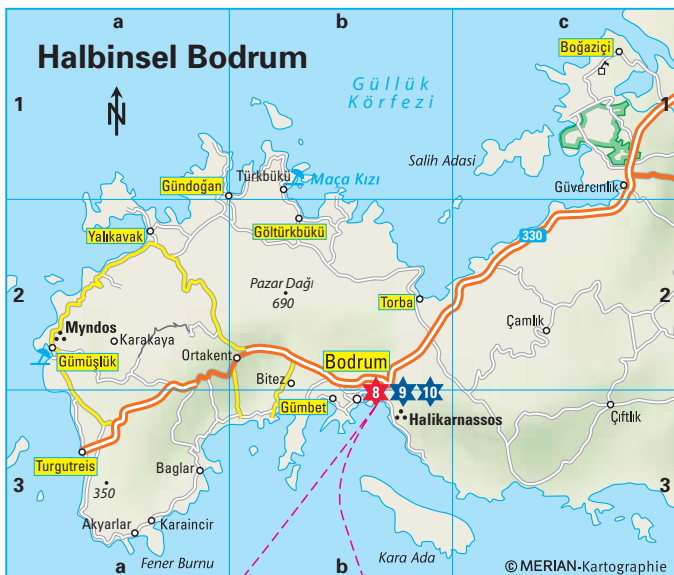 a
b
c
Halbinsel Bodrum
N
1
1
Güllük
Körfezi
Boğaziçi
Salih Adasi
Güvercinlik
Türkbükü
Maça Kızı
Gündoğan
Göltürkbükü
Yalıkavak
330
2
2
Pazar Dağı
690
Torba
Myndos
Karakaya
Gümüşlük
Ortakent
Çamlık
Bodrum
Bitez
8
9
10
Gümbet
Halikarnassos
Çıftlık
Turgutreis
Baglar
3
3
350
Akyarlar
Karaincir
Fener Burnu
Kara Ada
a
b
© MERIAN-Kartographie